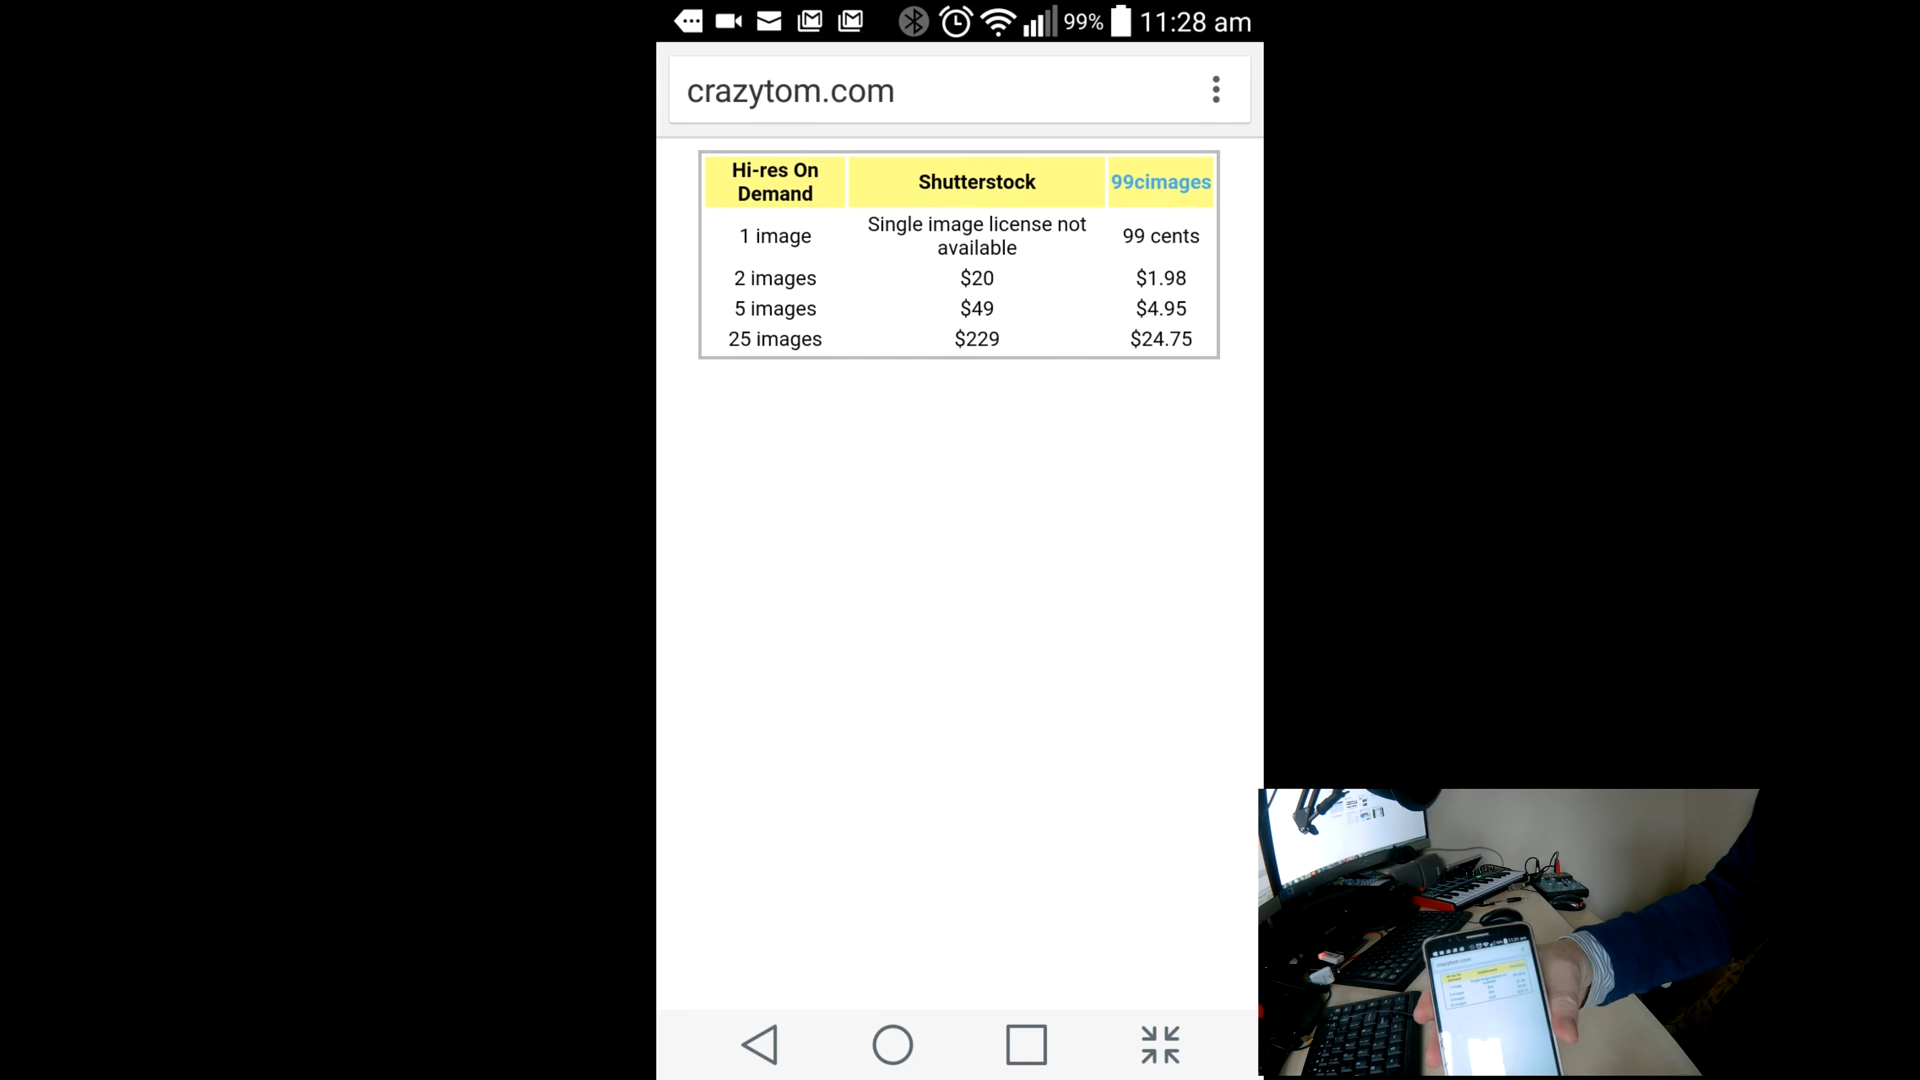 99% 11:28 am
crazytom.com
Hi-res On
Demand
Shutterstock
99cimages
1 image
Single image license not
available
99 cents
2 images
$20
$1.98
5 images
$49
$4.95
25 images
$229
$24.75